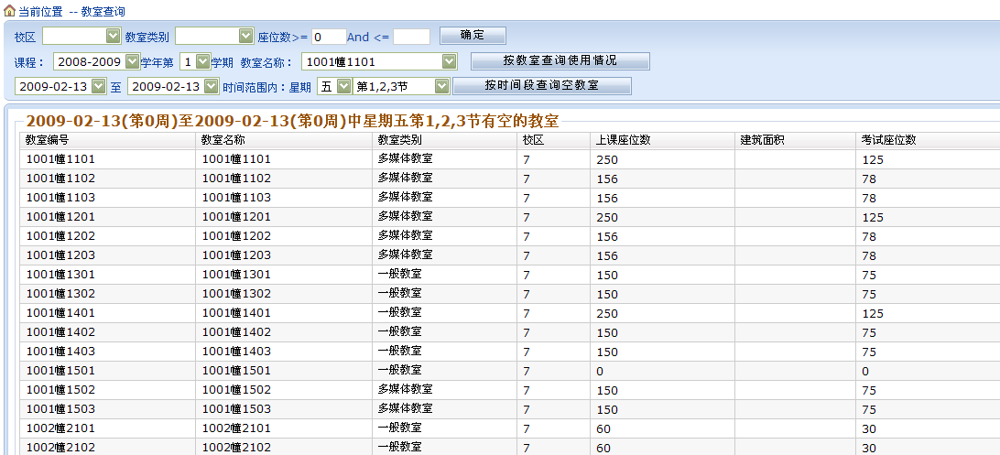 当前位置 -- 教室查询
校区 教室类别 座位数>= 0 And <= 确定
课程： 2008-2009 学年第 1 学期 教室名称： 1001幢1101 按教室查询使用情况
2009-02-13 至 2009-02-13 时间范围内：星期 五 第1,2,3节 按时间段查询空教室
2009-02-13(第0周)至2009-02-13(第0周)中星期五第1,2,3节有空的教室
教室编号 教室名称 教室类别 校区 上课座位数 建筑面积 考试座位数
1001幢1101 1001幢1101 多媒体教室 7 250 125
1001幢1102 1001幢1102 多媒体教室 7 156 78
1001幢1103 1001幢1103 多媒体教室 7 156 78
1001幢1201 1001幢1201 多媒体教室 7 250 125
1001幢1202 1001幢1202 多媒体教室 7 156 78
1001幢1203 1001幢1203 多媒体教室 7 156 78
1001幢1301 1001幢1301 一般教室 7 150 75
1001幢1302 1001幢1302 一般教室 7 150 75
1001幢1401 1001幢1401 一般教室 7 250 125
1001幢1402 1001幢1402 一般教室 7 150 75
1001幢1403 1001幢1403 一般教室 7 150 75
1001幢1501 1001幢1501 一般教室 7 0 0
1001幢1502 1001幢1502 多媒体教室 7 150 75
1001幢1503 1001幢1503 多媒体教室 7 150 75
1002幢2101 1002幢2101 一般教室 7 60 30
1002幢2102 1002幢2102 一般教室 7 60 30